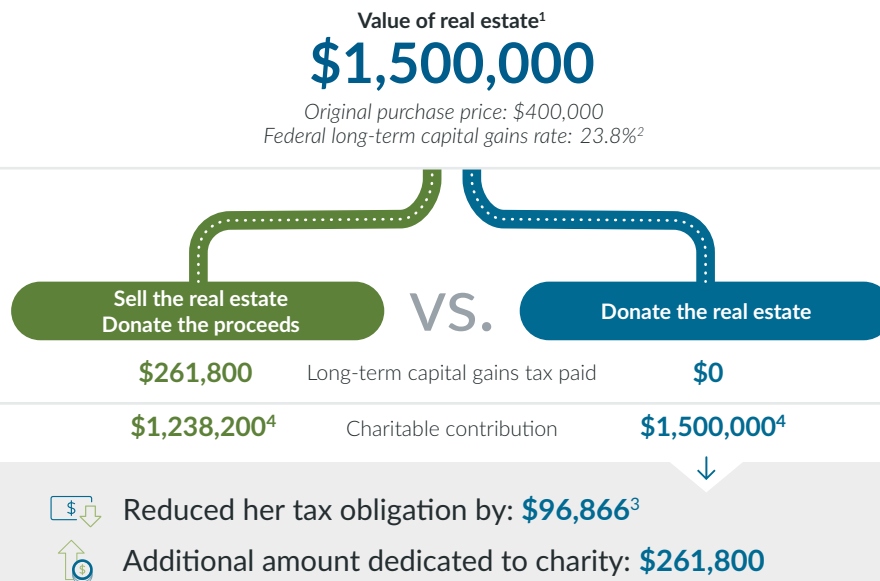 Value of real estate¹
$1,500,000
Original purchase price: $400,000
Federal long-term capital gains rate: 23.8%²
Sell the real estate
Donate the proceeds
vs.
Donate the real estate
$261,800 Long-term capital gains tax paid $0
$1,238,200⁴ Charitable contribution $1,500,000⁴
$ Reduced her tax obligation by: $96,866³
$ Additional amount dedicated to charity: $261,800